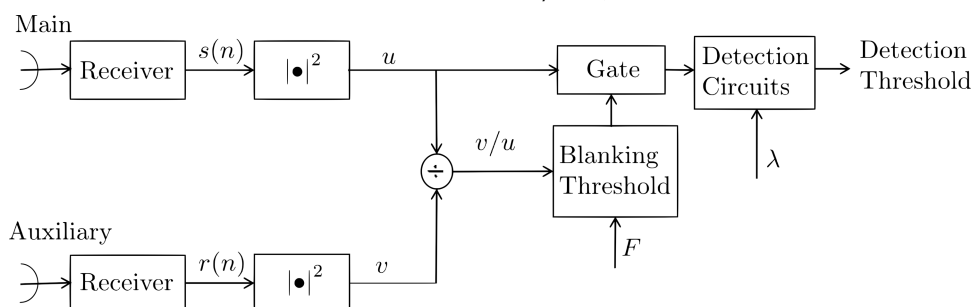 Main
Receiver
s(n)
|•|²
u
Gate
Detection
Circuits
Detection
Threshold
λ
÷
v/u
Blanking
Threshold
F
Auxiliary
Receiver
r(n)
|•|²
v